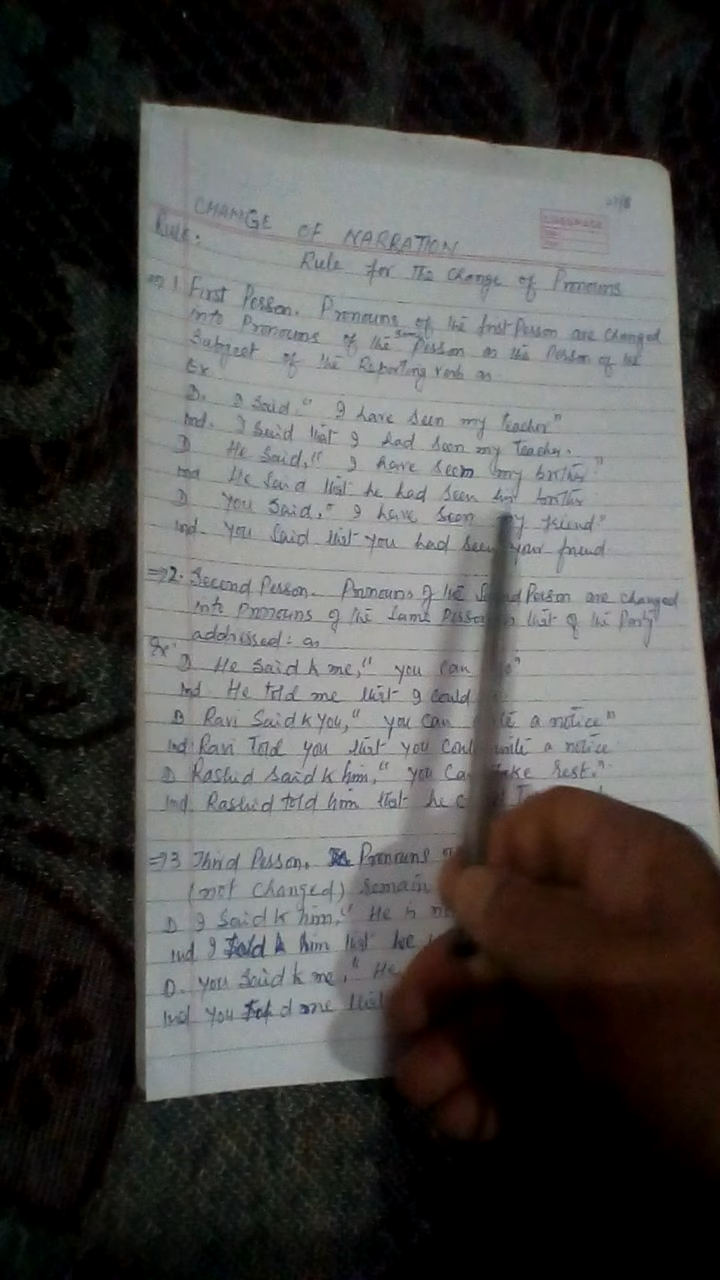 27/8
CHANGE OF NARRATION
Rule:
Rule for The Change of Pronouns
⇒ 1. First Person. Pronouns of the first Person are changed
into Pronouns of the same Person as the Person of the
Subject of the Reporting verb as
Ex.
D. I Said, " I have seen my teacher"
Ind. I Said that I had seen my Teacher.
D He Said, " I have seen my brother "
Ind He Said that he had seen his brother
D You Said, " I have seen my friend"
Ind. You Said that you had seen your friend
⇒ 2. Second Person. Pronouns of the Second Person are changed
into Pronouns of the Same Person that of the Party
addressed: as
Ex:
D He Said to me, " you can
Ind. He told me that I could
D Ravi Said to you, " you can a notice "
Ind: Ravi Told you that you could write a notice
D Rashid Said to him, " you Can Take Rest."
Ind. Rashid told him that he
⇒ 3 Third Person. Pronouns
(not changed) Remain
D. I Said to him, " He is
Ind I told him that he
D. You Said to me, " He
Ind You told me that